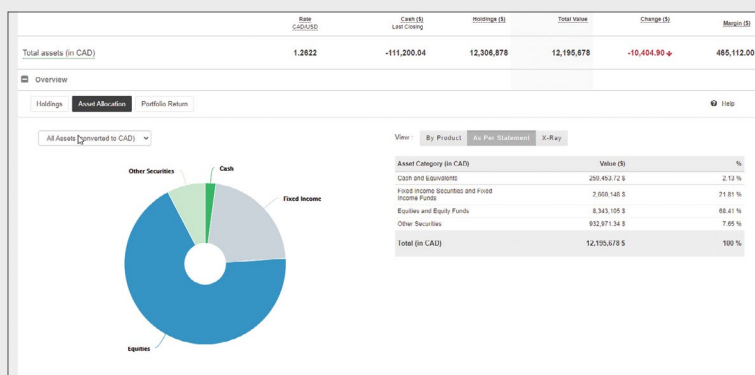 Rate Cash ($) Holdings ($) Total Value Change ($) Margin ($)
CAD/USD Last Closing
Total assets (in CAD) 1.2622 -111,200.04 12,306,878 12,195,678 -10,404.90 465,112.00
Overview
Holdings Asset Allocation Portfolio Return Help
All Assets (converted to CAD) View : By Product As Per Statement X-Ray
Asset Category (in CAD) Value ($) %
Cash and Equivalents 259,453.72 $ 2.13 %
Fixed Income Securities and Fixed Income Funds 2,660,148 $ 21.81 %
Equities and Equity Funds 8,343,105 $ 68.41 %
Other Securities 932,971.34 $ 7.65 %
Total (in CAD) 12,195,678 $ 100 %
Other Securities
Cash
Fixed Income
Equities